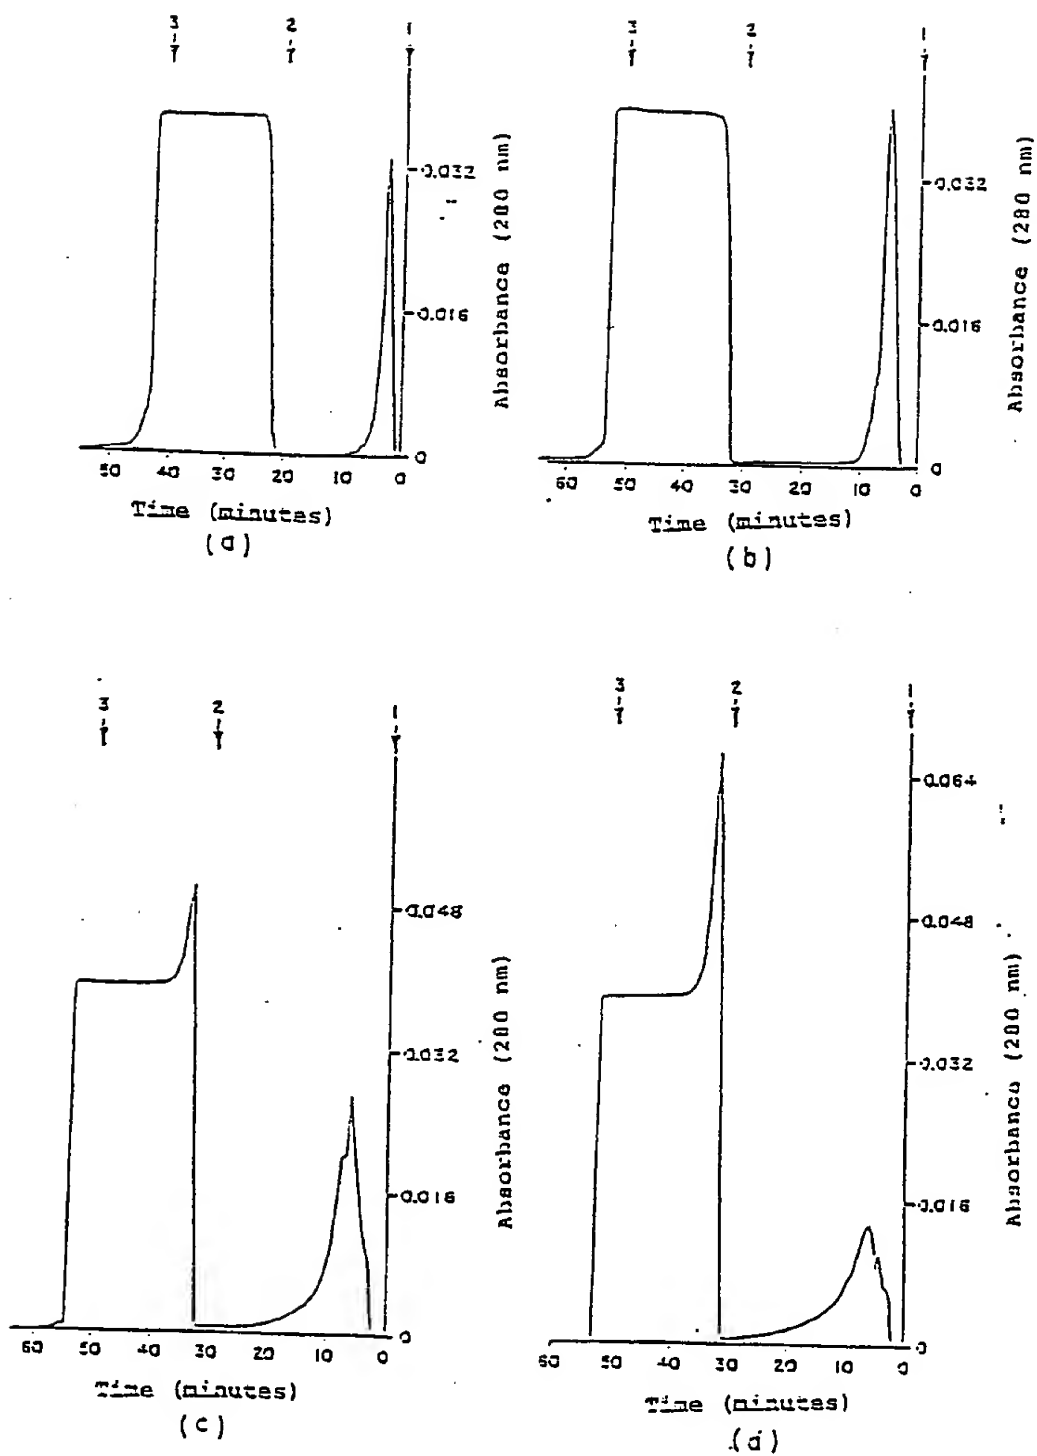 3 2 1
0.032
0.016
0
50 40 30 20 10 0
Time (minutes)
Absorbance (280 nm)
(a)
3 2 1
0.032
0.016
0
60 50 40 30 20 10 0
Time (minutes)
Absorbance (280 nm)
(b)
3 2 1
0.048
0.032
0.016
0
60 50 40 30 20 10 0
Time (minutes)
Absorbance (280 nm)
(c)
3 2 1
0.064
0.048
0.032
0.016
0
60 50 40 30 20 10 0
Time (minutes)
Absorbance (280 nm)
(d)